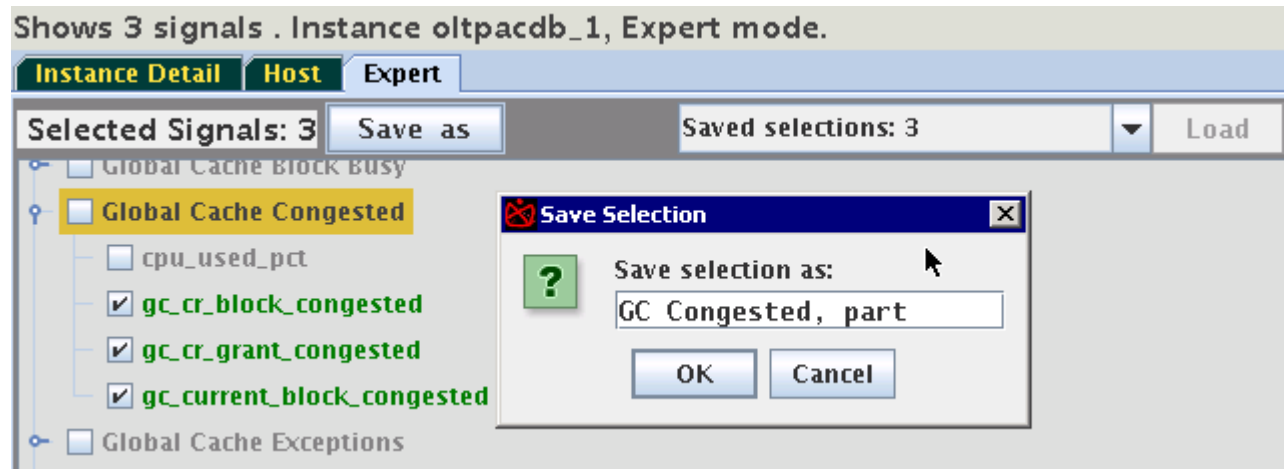 Shows 3 signals . Instance oltpacdb_1, Expert mode.
Instance Detail Host Expert
Selected Signals: 3 Save as Saved selections: 3 Load
Global Cache Block Busy
Global Cache Congested
cpu_used_pct
gc_cr_block_congested
gc_cr_grant_congested
gc_current_block_congested
Global Cache Exceptions
Save Selection
Save selection as:
GC Congested, part
OK Cancel